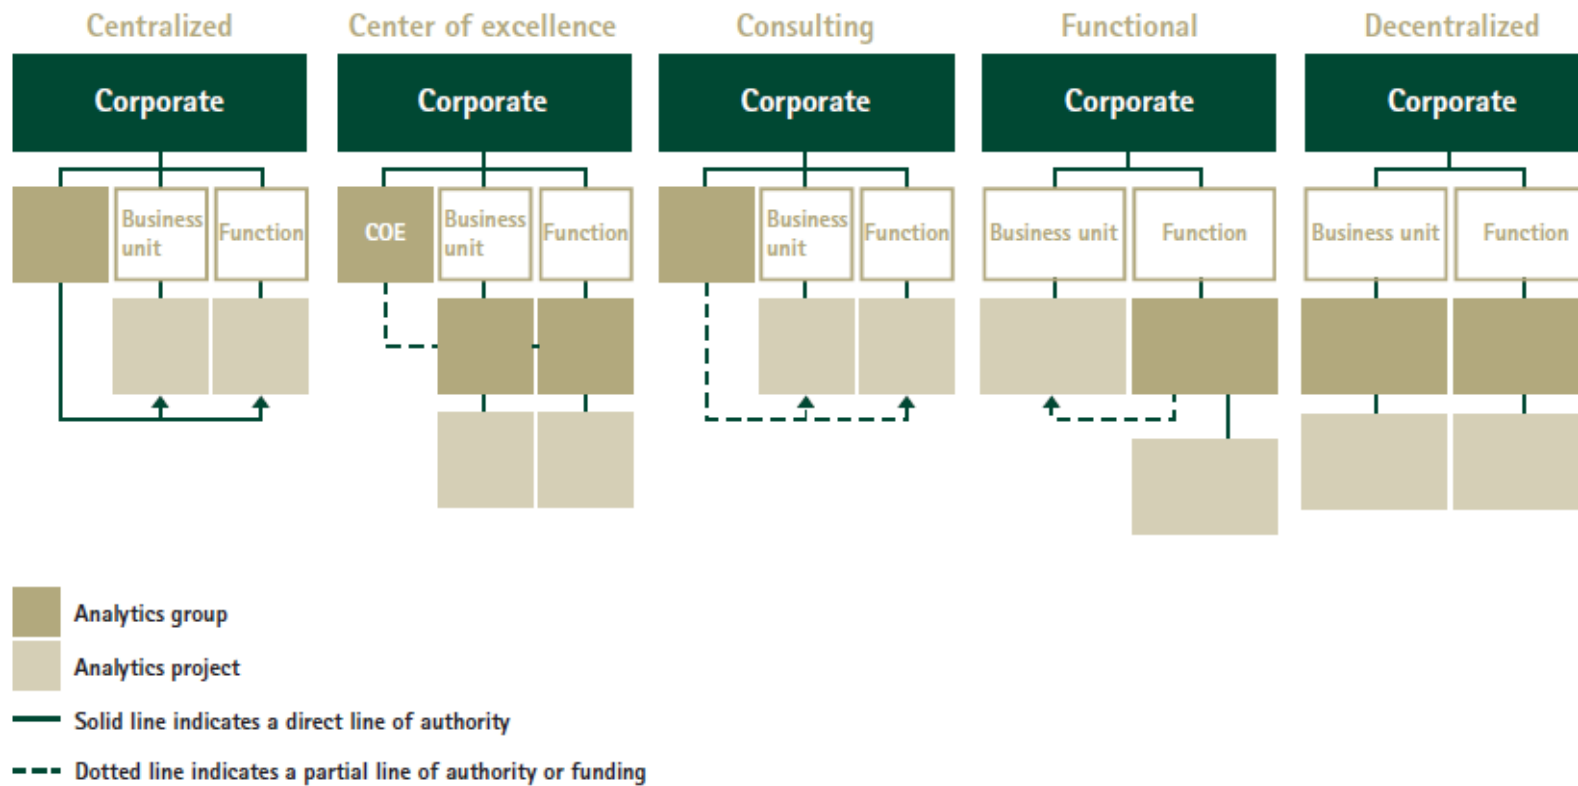 Centralized
Center of excellence
Consulting
Functional
Decentralized
Corporate
Corporate
Corporate
Corporate
Corporate
Business
unit
Function
COE
Business
unit
Function
Business
unit
Function
Business unit
Function
Business unit
Function
Analytics group
Analytics project
Solid line indicates a direct line of authority
Dotted line indicates a partial line of authority or funding